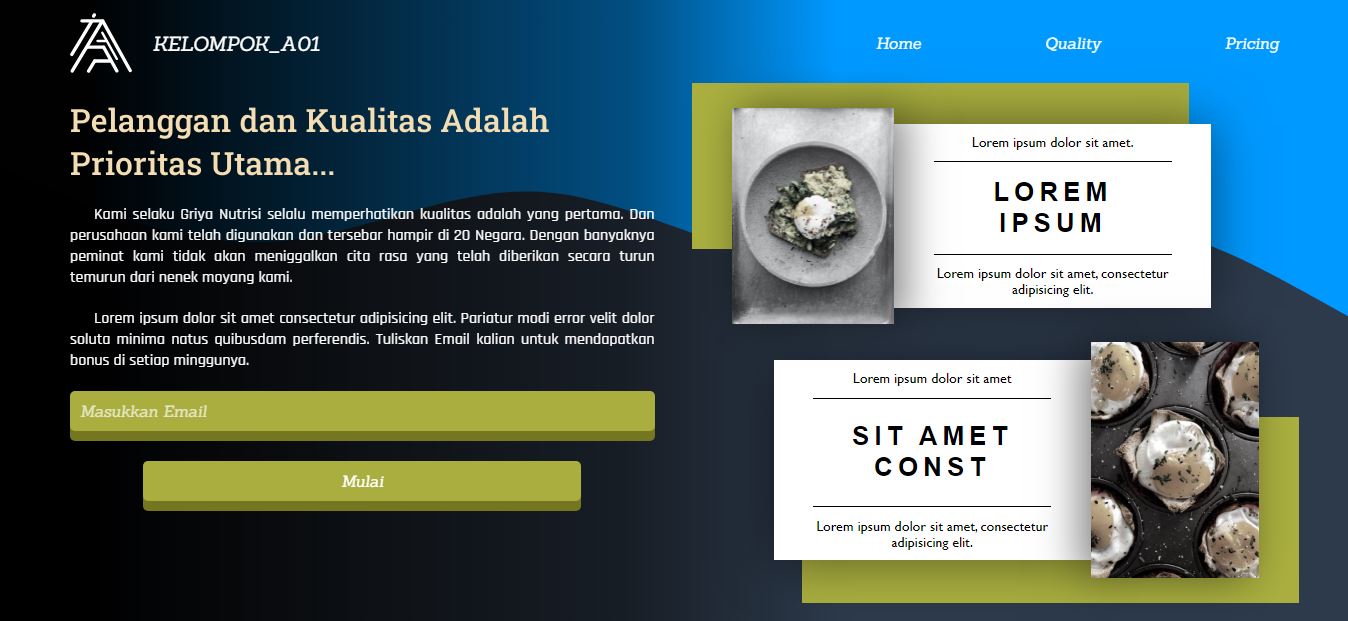 KELOMPOK_A01
Home
Quality
Pricing
Pelanggan dan Kualitas Adalah
Prioritas Utama...
Kami selaku Griya Nutrisi selalu memperhatikan kualitas adalah yang pertama. Dan
perusahaan kami telah digunakan dan tersebar hampir di 20 Negara. Dengan banyaknya
peminat kami tidak akan meniggalkan cita rasa yang telah diberikan secara turun
temurun dari nenek moyang kami.
Lorem ipsum dolor sit amet consectetur adipisicing elit. Pariatur modi error velit dolor
soluta minima natus quibusdam perferendis. Tuliskan Email kalian untuk mendapatkan
bonus di setiap minggunya.
Masukkan Email
Mulai
Lorem ipsum dolor sit amet.
LOREM
IPSUM
Lorem ipsum dolor sit amet, consectetur
adipisicing elit.
Lorem ipsum dolor sit amet
SIT AMET
CONST
Lorem ipsum dolor sit amet, consectetur
adipisicing elit.